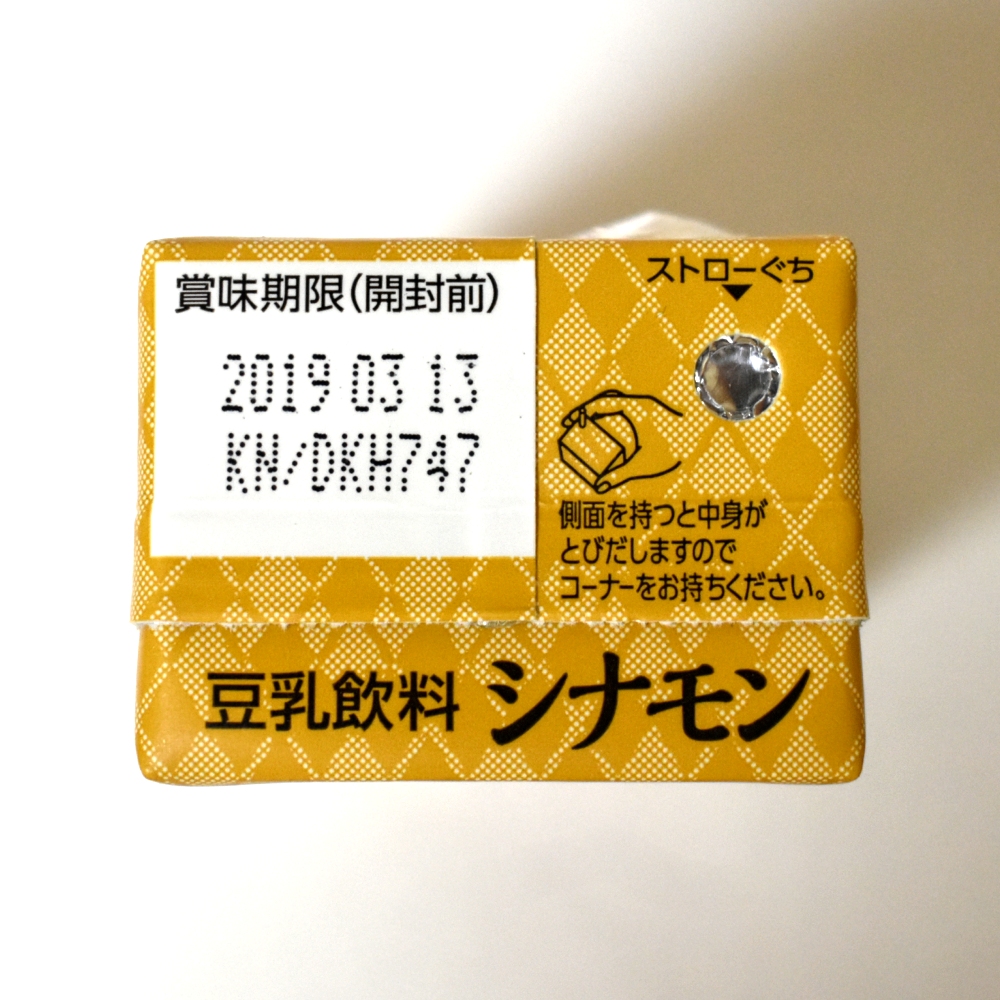 賞味期限(開封前)
2019 03 13
KN/DKH747
ストローぐち
側面を持つと中身が
とびだしますので
コーナーをお持ちください。
豆乳飲料 シナモン